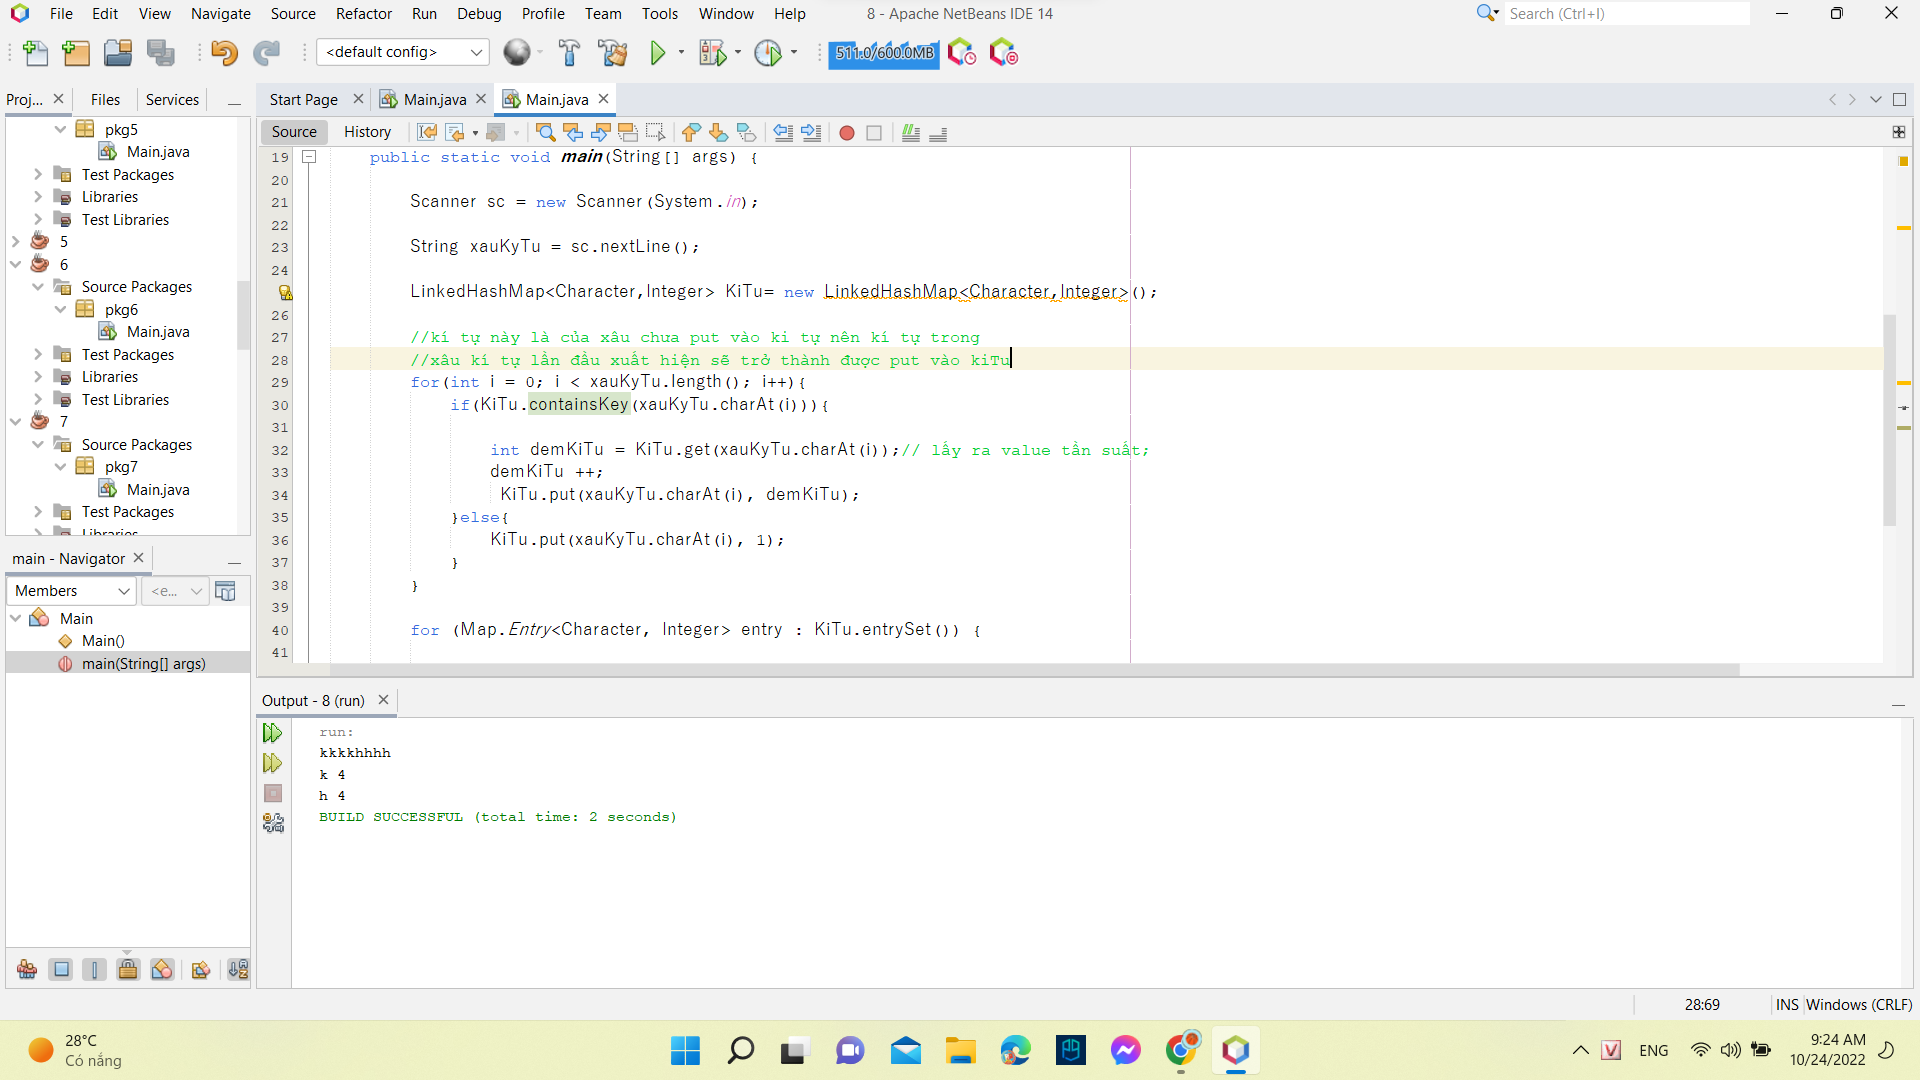 File Edit View Navigate Source Refactor Run Debug Profile Team Tools Window Help 8 - Apache NetBeans IDE 14 Search (Ctrl+I)
<default config> 511.0/600.0MB
Proj... Files Services
Start Page Main.java Main.java
Source History
pkg5
Main.java
Test Packages
Libraries
Test Libraries
5
6
Source Packages
pkg6
Main.java
Test Packages
Libraries
Test Libraries
7
Source Packages
pkg7
Main.java
Test Packages
Libraries
19 public static void main(String[] args) {
20
21 Scanner sc = new Scanner(System.in);
22
23 String xauKyTu = sc.nextLine();
24
LinkedHashMap<Character,Integer> KiTu= new LinkedHashMap<Character,Integer>();
26
27 //kí tự này là của xâu chưa put vào ki tự nên kí tự trong
28 //xâu kí tự lần đầu xuất hiện sẽ trở thành được put vào kiTu
29 for(int i = 0; i < xauKyTu.length(); i++){
30 if(KiTu.containsKey(xauKyTu.charAt(i))){
31
32 int demKiTu = KiTu.get(xauKyTu.charAt(i));// lấy ra value tần suất;
33 demKiTu ++;
34 KiTu.put(xauKyTu.charAt(i), demKiTu);
35 }else{
36 KiTu.put(xauKyTu.charAt(i), 1);
37 }
38 }
39
40 for (Map.Entry<Character, Integer> entry : KiTu.entrySet()) {
41
main - Navigator
Members <e...
Main
Main()
main(String[] args)
Output - 8 (run)
run:
kkkkhhhh
k 4
h 4
BUILD SUCCESSFUL (total time: 2 seconds)
28:69 INS Windows (CRLF)
28°C
Có nắng
ENG
9:24 AM
10/24/2022